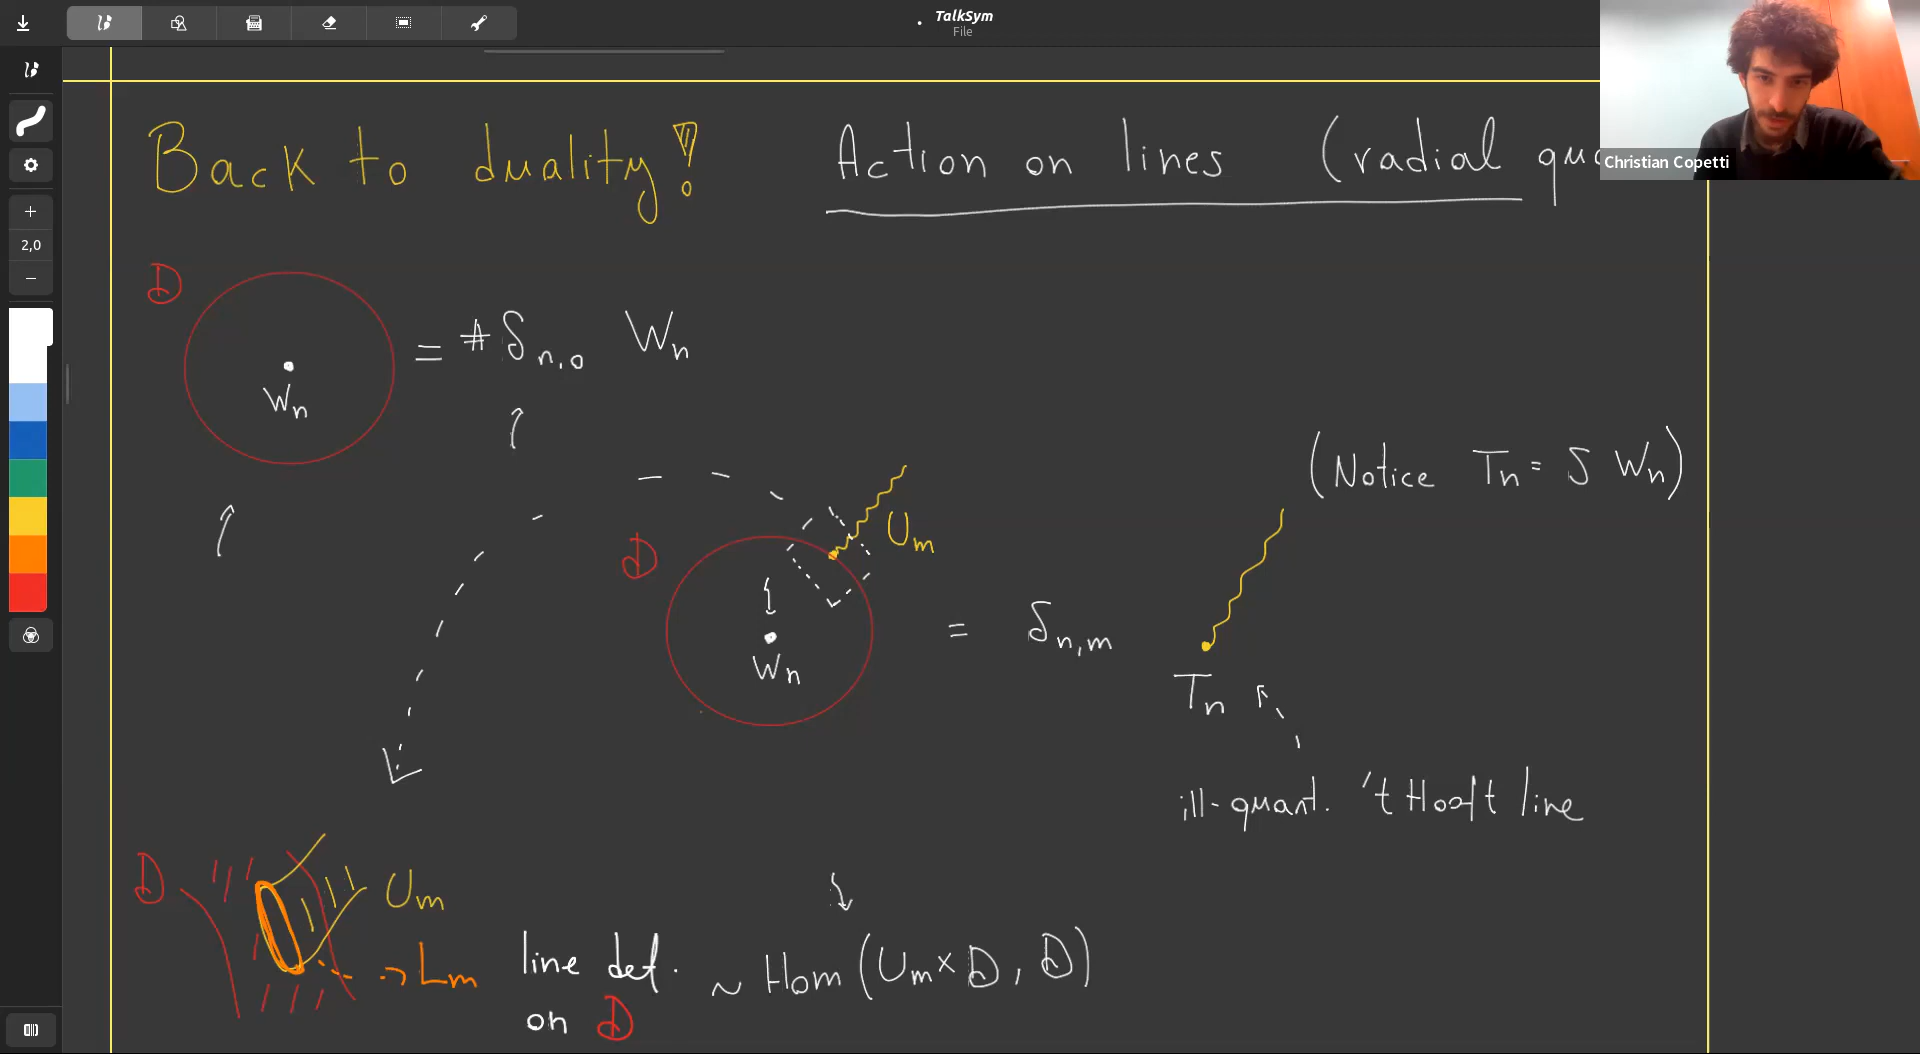 TalkSym
File
2,0
Christian Copetti
Back to duality!
Action on lines (radial qu
D
Wn
= # δn,0 Wn
(Notice Tn = S Wn)
D
Um
Wn
= δn,m
Tn
ill-quant. 't Hooft line
D
Um
→ Lm
line def. ~ Hom (Um × D, D)
on D